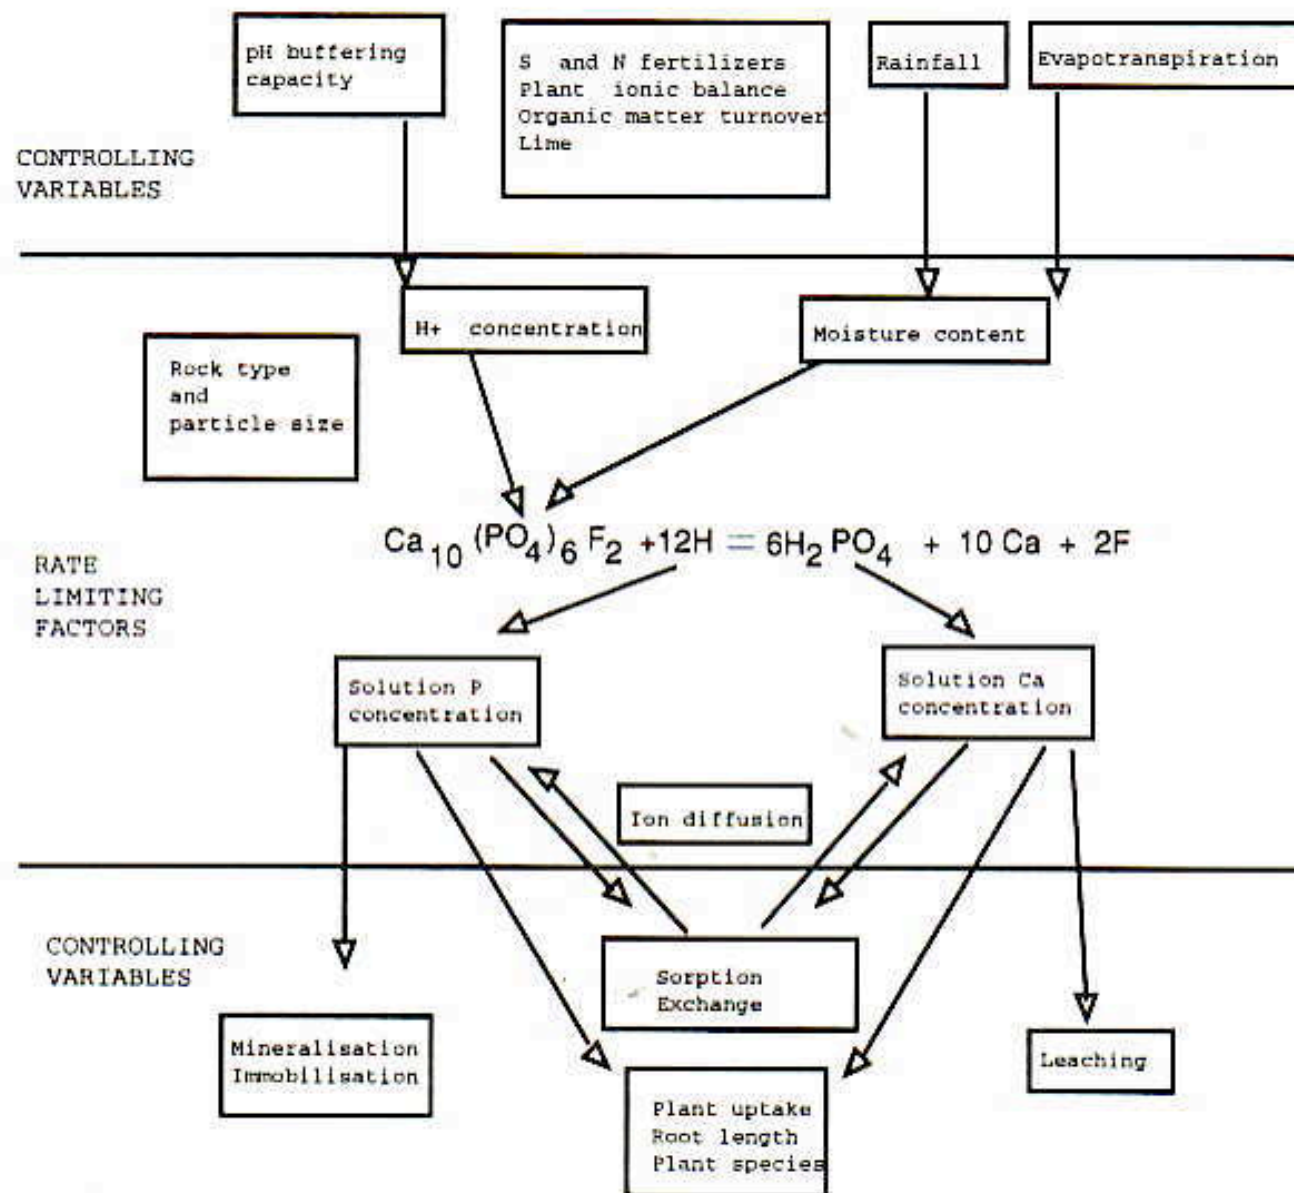 pH buffering
capacity
S and N fertilizers
Plant ionic balance
Organic matter turnover
Lime
Rainfall
Evapotranspiration
CONTROLLING
VARIABLES
H+ concentration
Moisture content
Rock type
and
particle size
Ca10 (PO4)6 F2 +12H = 6H2PO4 + 10 Ca + 2F
RATE
LIMITING
FACTORS
Solution P
concentration
Solution Ca
concentration
Ion diffusion
CONTROLLING
VARIABLES
Sorption
Exchange
Mineralisation
Immobilisation
Leaching
Plant uptake
Root length
Plant species